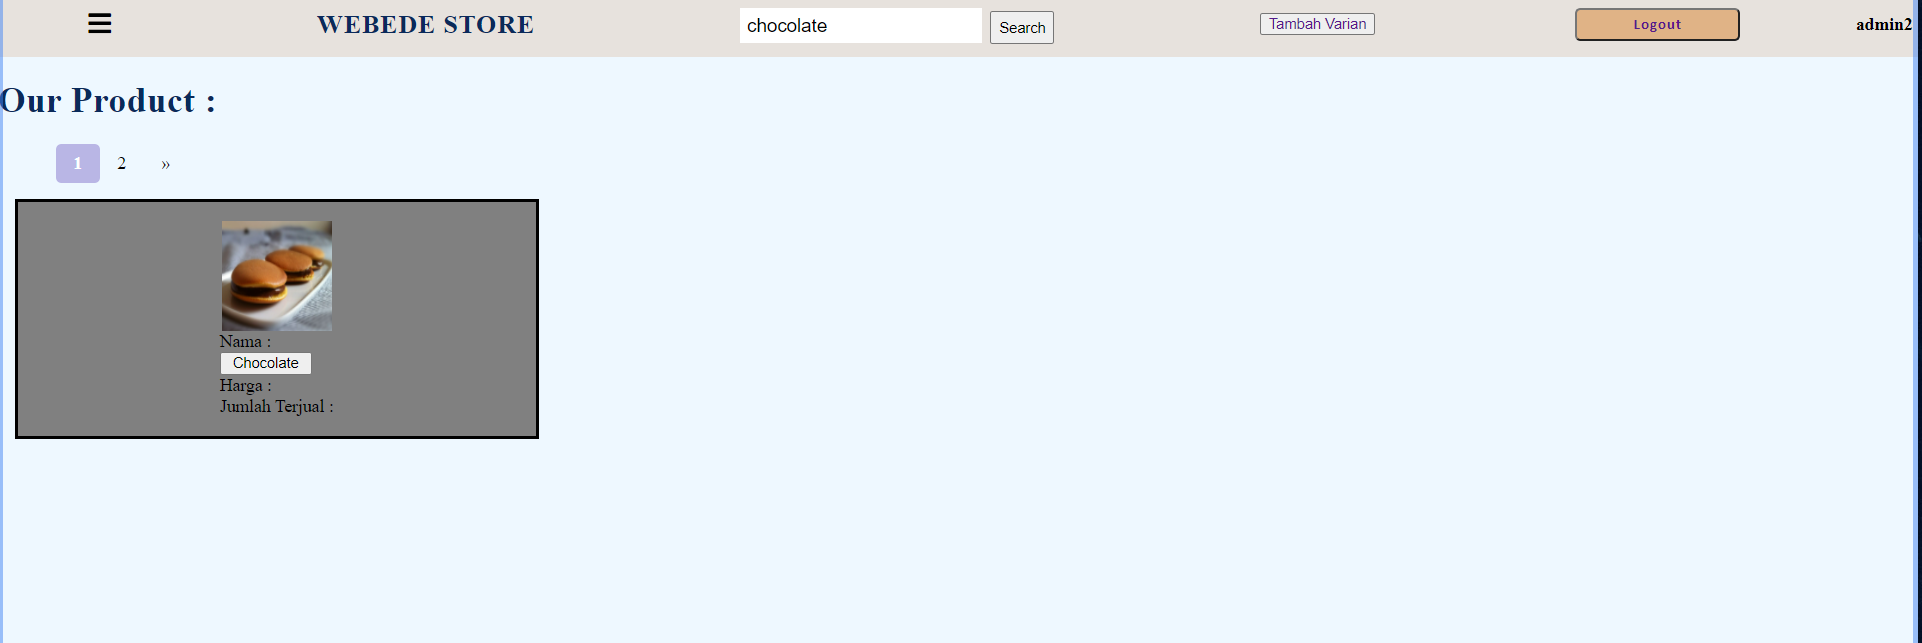 WEBEDE STORE
chocolate
Search
Tambah Varian
Logout
admin2
Our Product :
1 2 »
Nama :
Chocolate
Harga :
Jumlah Terjual :